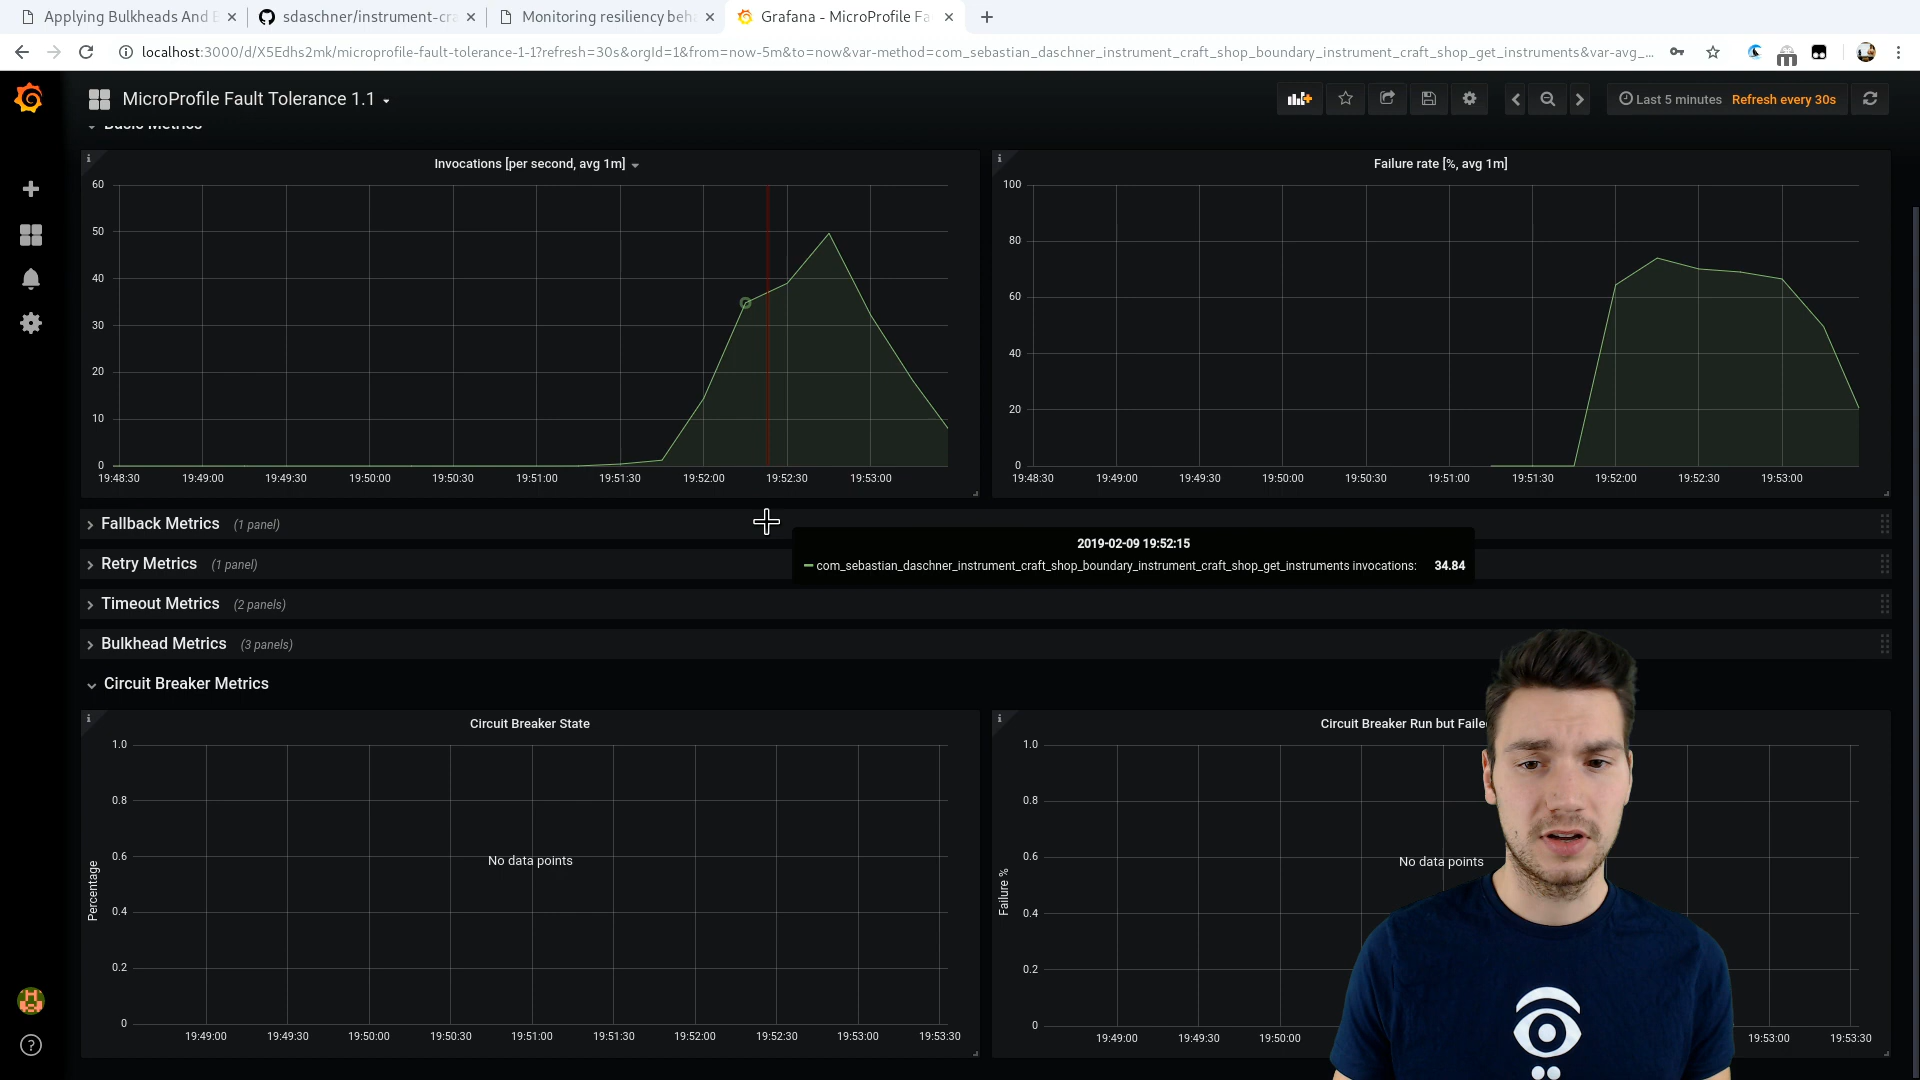 Applying Bulkheads And B
sdaschner/instrument-cra
Monitoring resiliency beh
Grafana - MicroProfile Fa
localhost:3000/d/X5Edhs2mk/microprofile-fault-tolerance-1-1?refresh=30s&orgId=1&from=now-5m&to=now&var-method=com_sebastian_daschner_instrument_craft_shop_boundary_instrument_craft_shop_get_instruments&var-avg_...
MicroProfile Fault Tolerance 1.1
Last 5 minutes Refresh every 30s
Basic Metrics
Invocations [per second, avg 1m]
60
50
40
30
20
10
0
19:48:30 19:49:00 19:49:30 19:50:00 19:50:30 19:51:00 19:51:30 19:52:00 19:52:30 19:53:00
Failure rate [%, avg 1m]
100
80
60
40
20
0
19:48:30 19:49:00 19:49:30 19:50:00 19:50:30 19:51:00 19:51:30 19:52:00 19:52:30 19:53:00
Fallback Metrics (1 panel)
2019-02-09 19:52:15
com_sebastian_daschner_instrument_craft_shop_boundary_instrument_craft_shop_get_instruments invocations: 34.84
Retry Metrics (1 panel)
Timeout Metrics (2 panels)
Bulkhead Metrics (3 panels)
Circuit Breaker Metrics
Circuit Breaker State
Percentage
1.0
0.8
0.6
0.4
0.2
0
No data points
19:49:00 19:49:30 19:50:00 19:50:30 19:51:00 19:51:30 19:52:00 19:52:30 19:53:00 19:53:30
Circuit Breaker Run but Faile
Failure %
1.0
0.8
0.6
0.4
0.2
0
No data points
19:49:00 19:49:30 19:50:00 19:53:00 19:53:30